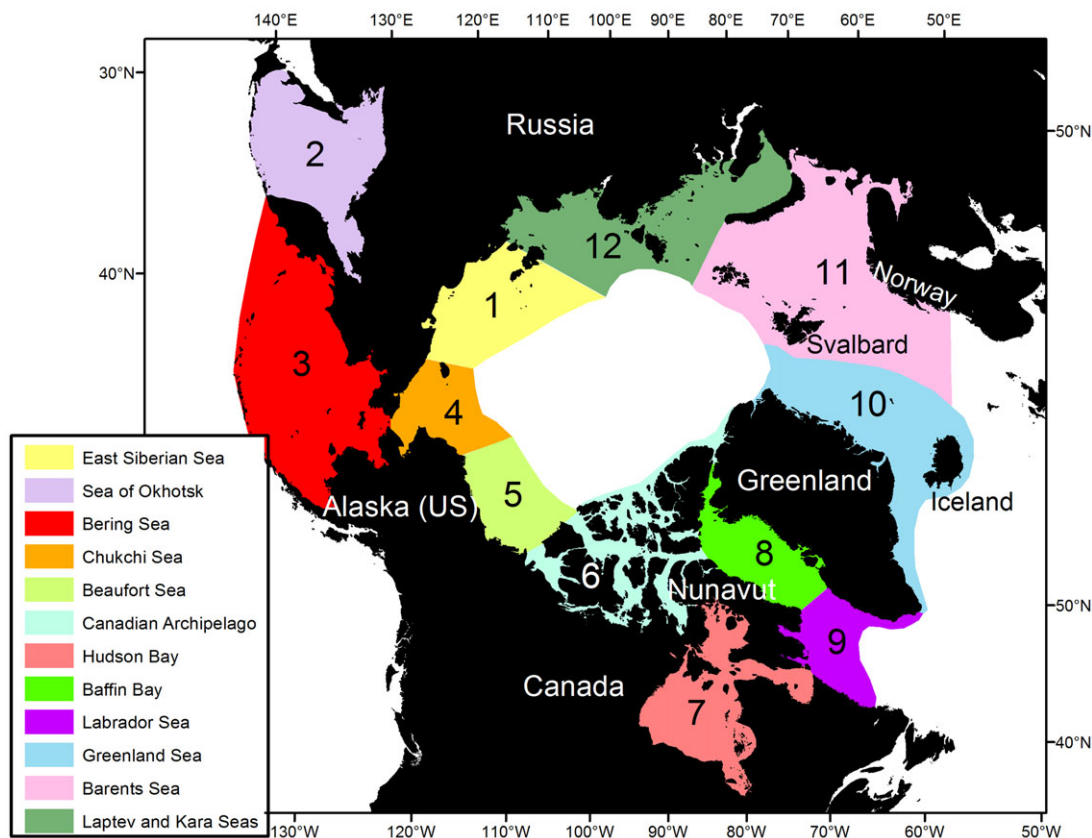 140°E 130°E 120°E 110°E 100°E 90°E 80°E 70°E 60°E 50°E
30°N
50°N
40°N
Russia
2
12
11
Norway
1
Svalbard
3
4
10
Greenland
Iceland
Alaska (US)
5
6
8
Nunavut
50°N
9
Canada
7
40°N
East Siberian Sea
Sea of Okhotsk
Bering Sea
Chukchi Sea
Beaufort Sea
Canadian Archipelago
Hudson Bay
Baffin Bay
Labrador Sea
Greenland Sea
Barents Sea
Laptev and Kara Seas
130°W 120°W 110°W 100°W 90°W 80°W 70°W 60°W 50°W